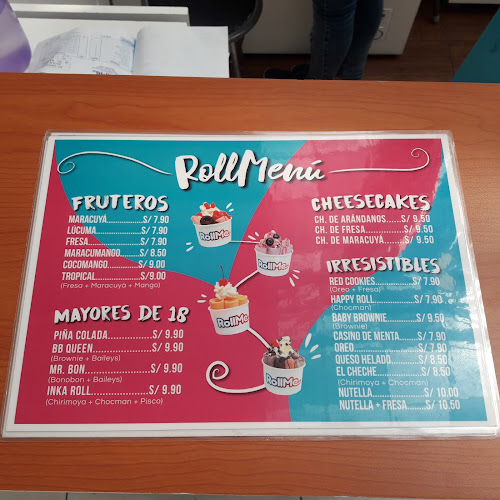 RollMenú
FRUTEROS
MARACUYÁ..............S/ 7.90
LÚCUMA..................S/ 7.90
FRESA.....................S/ 7.90
MARACUMANGO........S/ 8.50
COCOMANGO...........S/ 9.00
TROPICAL................S/9.00
(Fresa + Maracuyá + Mango)
MAYORES DE 18
PIÑA COLADA...............S/ 9.90
BB QUEEN.....................S/ 9.90
(Brownie + Baileys)
MR. BON........................S/ 9.90
(Bonobon + Baileys)
INKA ROLL....................S/ 9.90
(Chirimoya + Chocman + Pisco)
CHEESECAKES
CH. DE ARÁNDANOS......S/ 9.50
CH. DE FRESA...............S/ 9.50
CH. DE MARACUYÁ........S/ 9.50
IRRESISTIBLES
RED COOKIES...............S/ 7.90
(Oreo + Fresa)
HAPPY ROLL.................S/ 7.90
(Chocman)
BABY BROWNIE.............S/ 9.50
(Brownie)
CASINO DE MENTA........S/ 7.90
OREO............................S/ 7.90
QUESO HELADO............S/ 8.50
EL CHECHE...................S/ 8.50
(Chirimoya + Chocman)
NUTELLA......................S/ 10.00
NUTELLA + FRESA........S/ 10.50
RollMe
RollMe
RollMe
RollMe